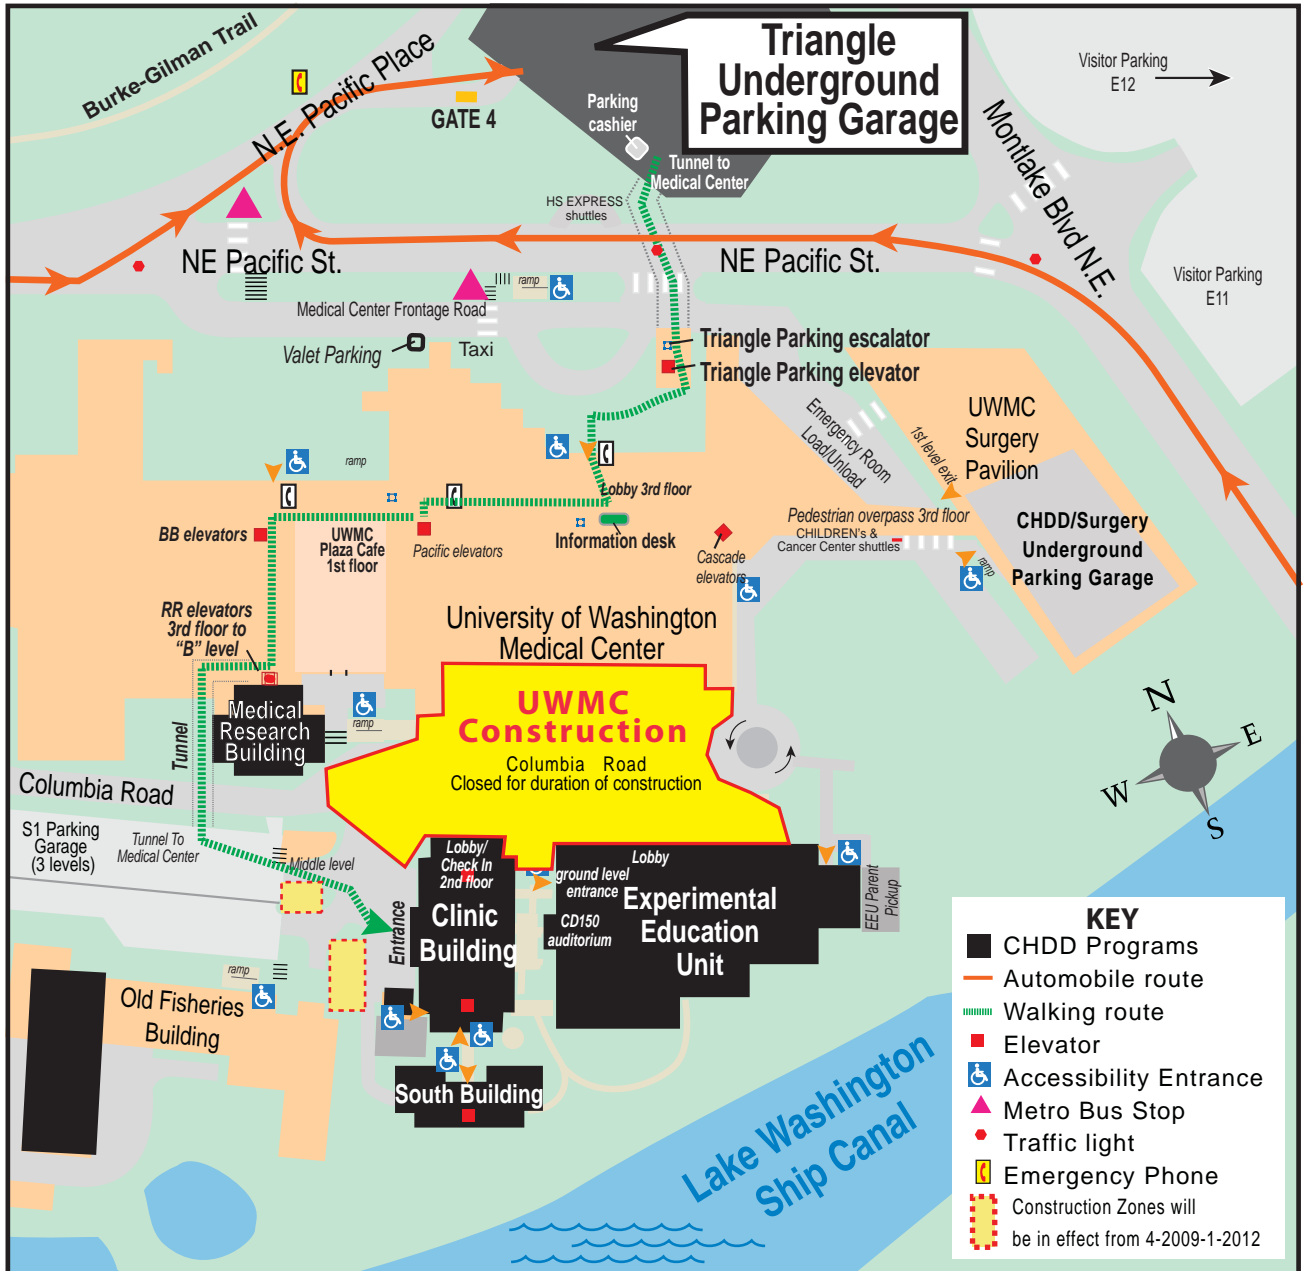 Burke-Gilman Trail
N.E. Pacific Place
GATE 4
Parking
cashier
Triangle
Underground
Parking Garage
Tunnel to
Medical Center
Visitor Parking
E12
Montlake Blvd N.E.
HS EXPRESS
shuttles
NE Pacific St.
NE Pacific St.
Visitor Parking
E11
ramp
Medical Center Frontage Road
Valet Parking
Taxi
Triangle Parking escalator
Triangle Parking elevator
Emergency Room
Load/Unload
1st level exit
UWMC
Surgery
Pavilion
ramp
Lobby 3rd floor
BB elevators
UWMC
Plaza Cafe
1st floor
Pacific elevators
Information desk
Cascade
elevators
Pedestrian overpass 3rd floor
CHILDREN's &
Cancer Center shuttles
ramp
CHDD/Surgery
Underground
Parking Garage
RR elevators
3rd floor to
“B” level
University of Washington
Medical Center
Medical
Research
Building
ramp
Tunnel
UWMC
Construction
Columbia Road
Closed for duration of construction
N
E
W
S
Columbia Road
S1 Parking
Garage
(3 levels)
Tunnel To
Medical Center
Middle level
Lobby/
Check In
2nd floor
Clinic
Building
Entrance
Lobby
ground level
entrance
Experimental
Education
Unit
CD150
auditorium
EEU Parent
Pickup
ramp
Old Fisheries
Building
South Building
Lake Washington
Ship Canal
KEY
CHDD Programs
Automobile route
Walking route
Elevator
Accessibility Entrance
Metro Bus Stop
Traffic light
Emergency Phone
Construction Zones will
be in effect from 4-2009-1-2012